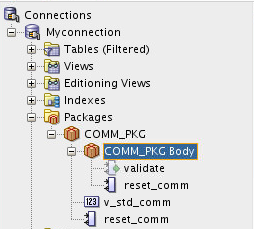 Connections
Myconnection
Tables (Filtered)
Views
Editioning Views
Indexes
Packages
COMM_PKG
COMM_PKG Body
validate
reset_comm
123
v_std_comm
reset_comm